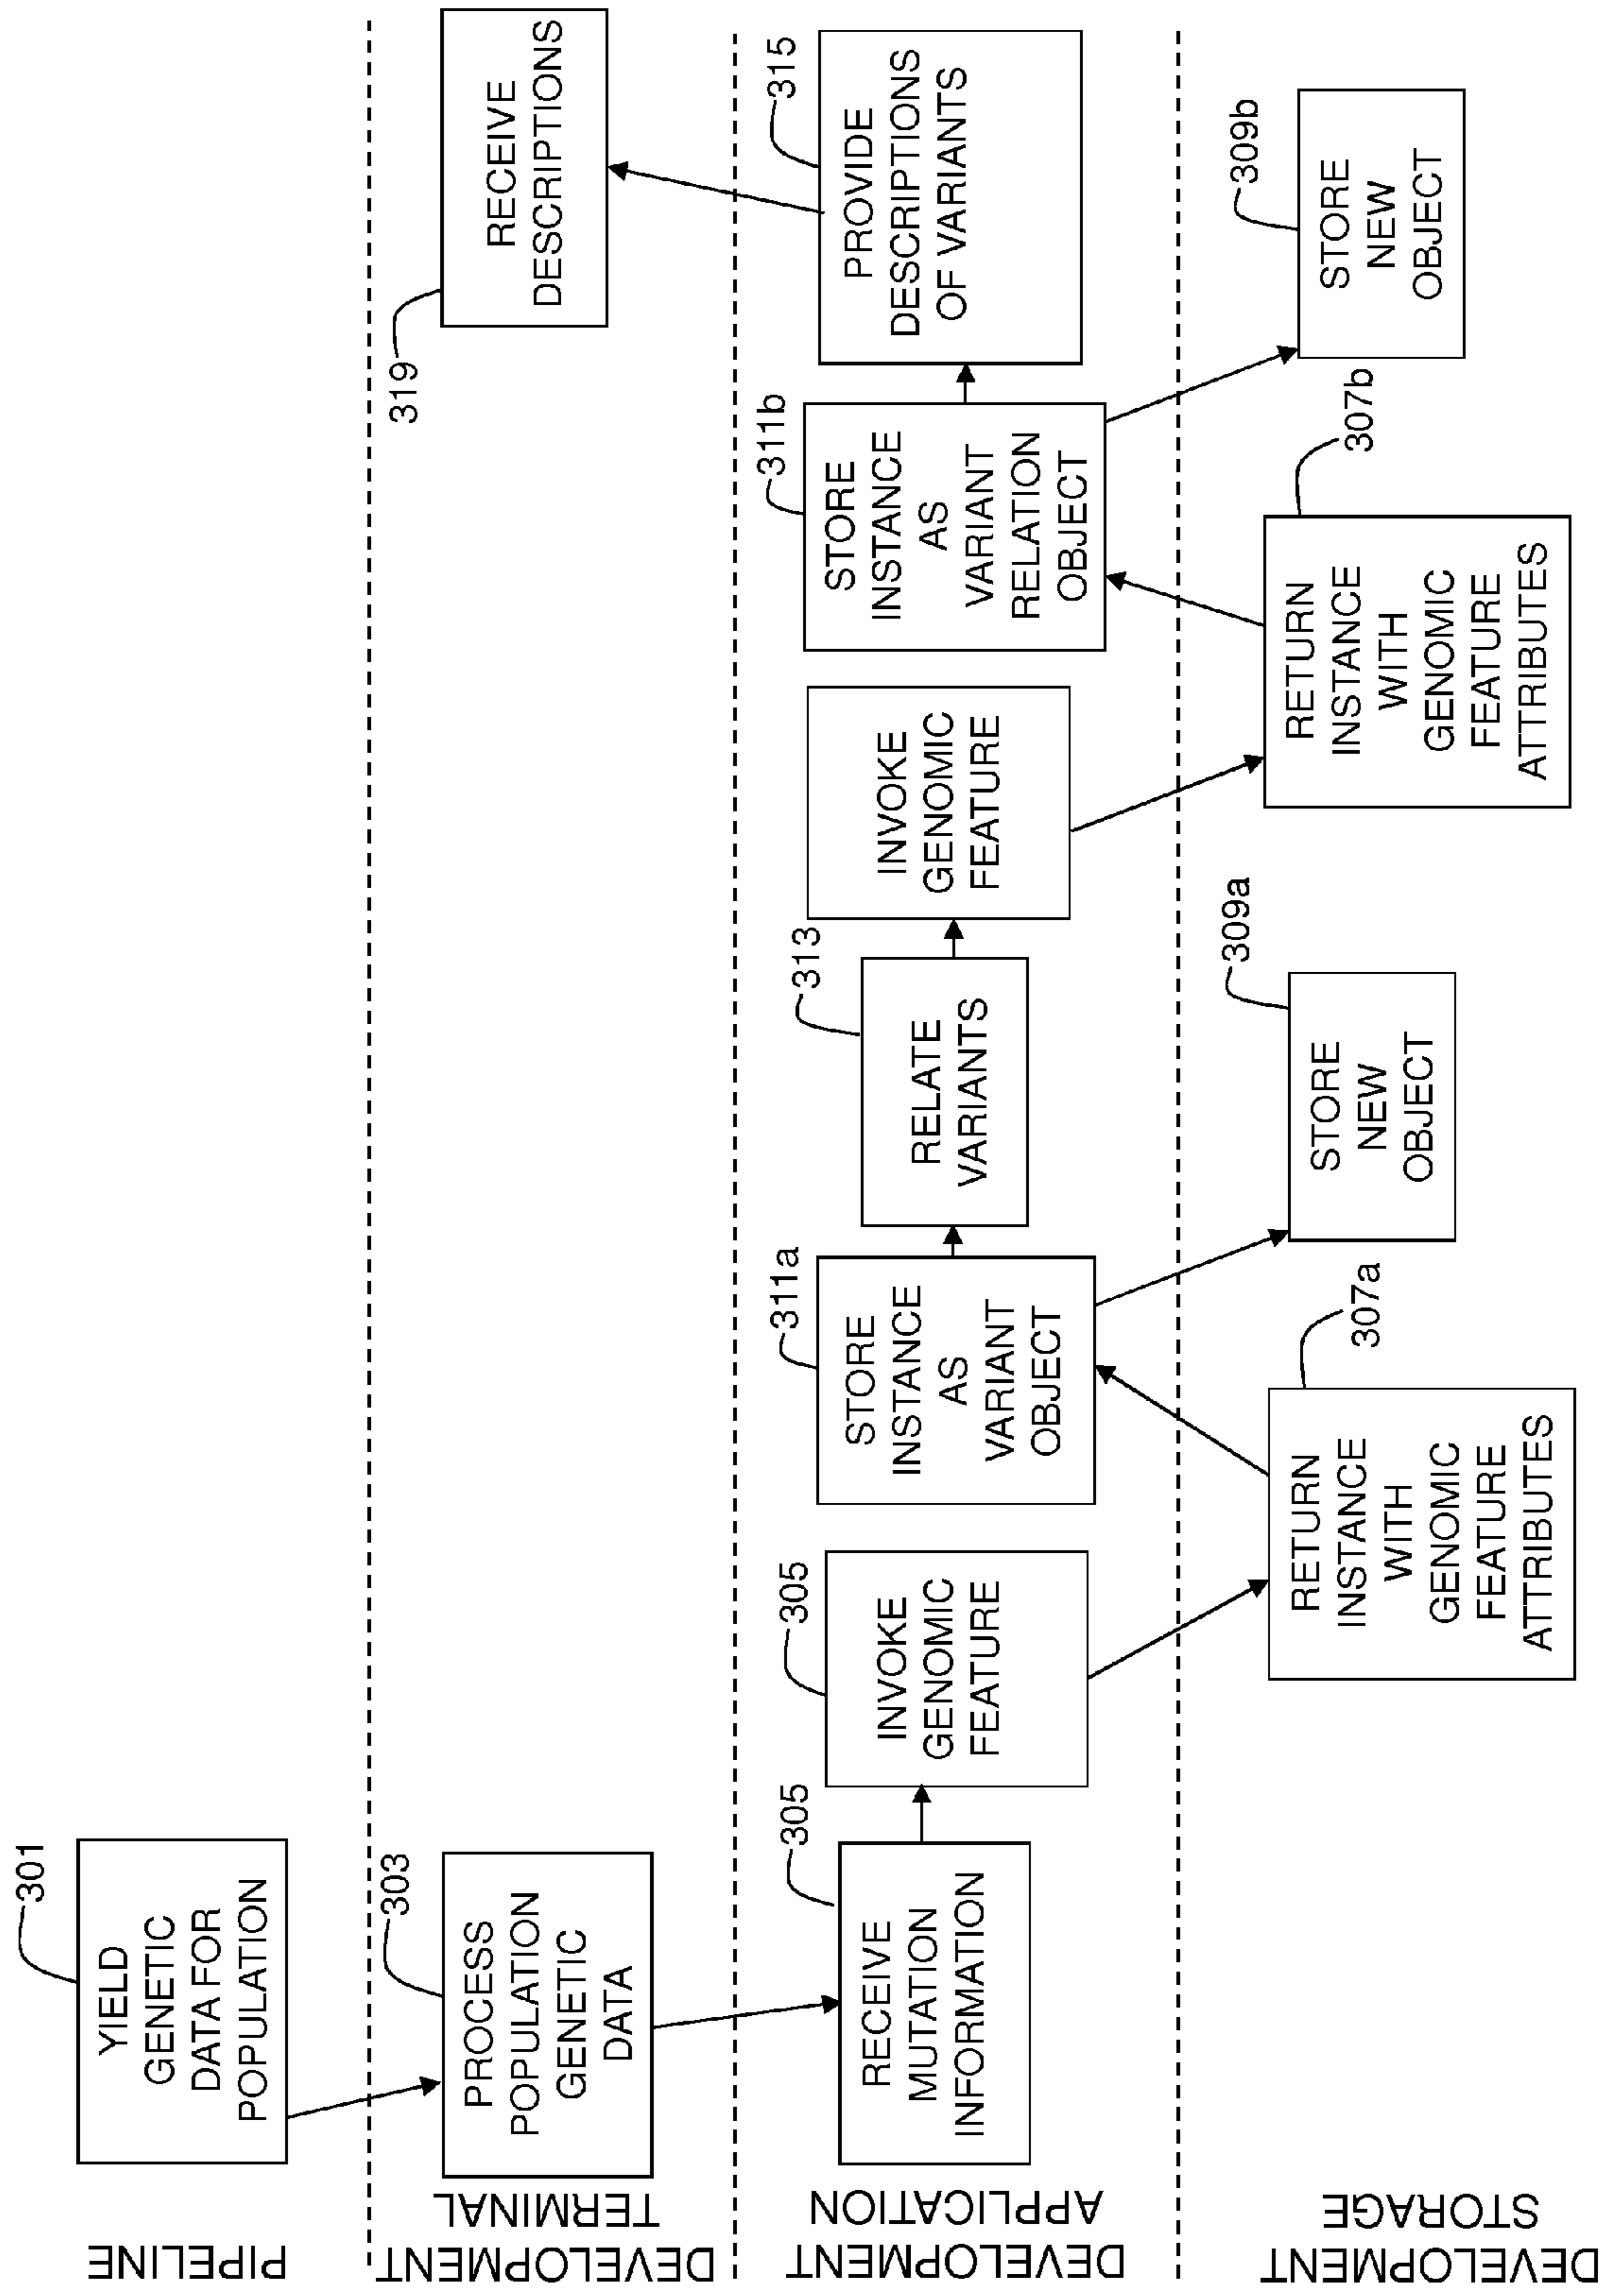 PIPELINE
301
YIELD
GENETIC
DATA FOR
POPULATION
DEVELOPMENT
TERMINAL
303
PROCESS
POPULATION
GENETIC
DATA
319
RECEIVE
DESCRIPTIONS
DEVELOPMENT
APPLICATION
305
RECEIVE
MUTATION
INFORMATION
305
INVOKE
GENOMIC
FEATURE
311a
STORE
INSTANCE
AS
VARIANT
OBJECT
313
RELATE
VARIANTS
INVOKE
GENOMIC
FEATURE
311b
STORE
INSTANCE
AS
VARIANT
RELATION
OBJECT
315
PROVIDE
DESCRIPTIONS
OF VARIANTS
DEVELOPMENT
STORAGE
307a
RETURN
INSTANCE
WITH
GENOMIC
FEATURE
ATTRIBUTES
309a
STORE
NEW
OBJECT
307b
RETURN
INSTANCE
WITH
GENOMIC
FEATURE
ATTRIBUTES
309b
STORE
NEW
OBJECT